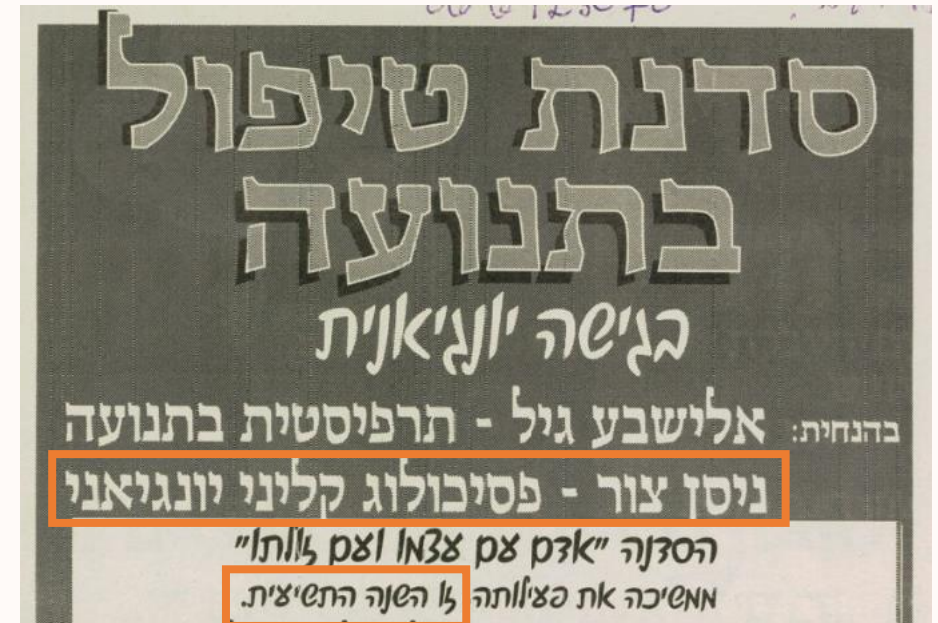 סדנת טיפול
בתנועה
בגישה יונגיאנית
בהנחית: אלישבע גיל - תרפיסטית בתנועה
ניסן צור - פסיכולוג קליני יונגיאני
הסדנה "אדם עם עצמו ועם זולתו"
ממשיכה את פעילותה זו השנה התשיעית.